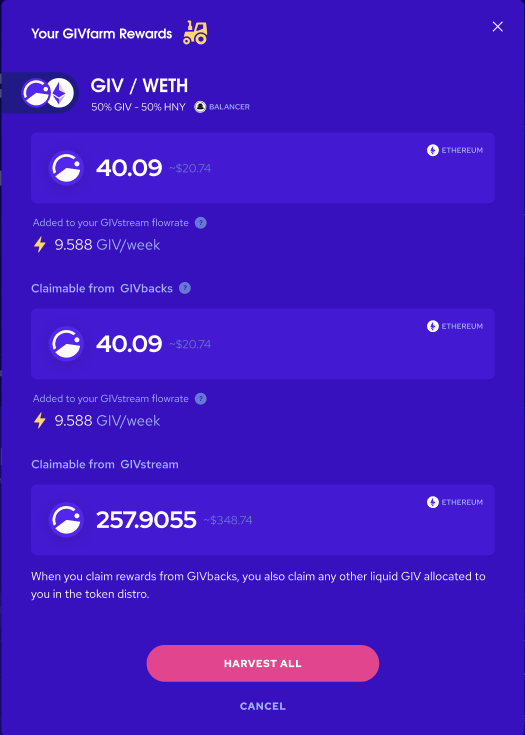 Your GIVfarm Rewards
GIV / WETH
50% GIV - 50% HNY BALANCER
ETHEREUM
40.09 ~$20.74
Added to your GIVstream flowrate ?
9.588 GIV/week
Claimable from GIVbacks ?
ETHEREUM
40.09 ~$20.74
Added to your GIVstream flowrate ?
9.588 GIV/week
Claimable from GIVstream
ETHEREUM
257.9055 ~$348.74
When you claim rewards from GIVbacks, you also claim any other liquid GIV allocated to
you in the token distro.
HARVEST ALL
CANCEL